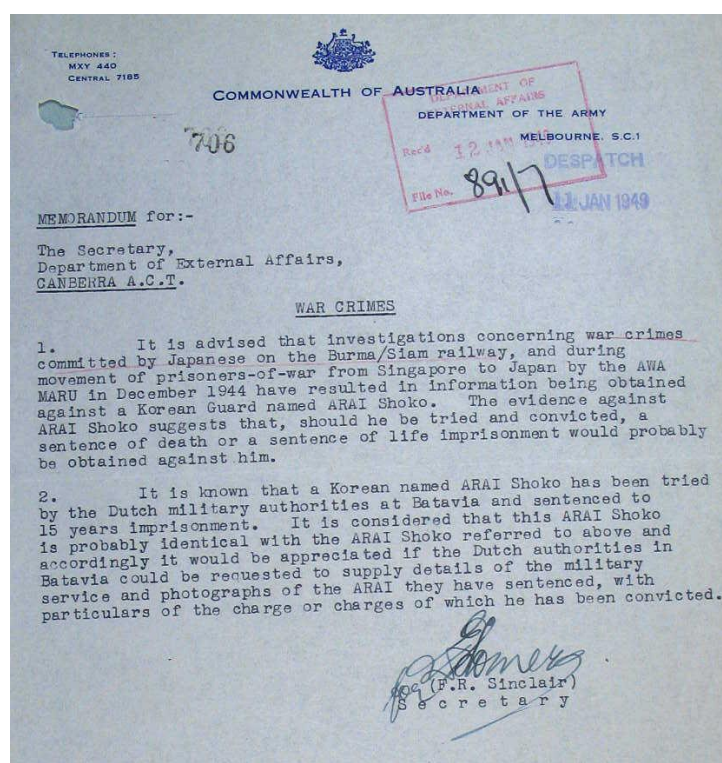 TELEPHONES:
MXY 440
CENTRAL 7185
COMMONWEALTH OF AUSTRALIA
DEPARTMENT OF
EXTERNAL AFFAIRS
DEPARTMENT OF THE ARMY
MELBOURNE. S.C.1
706
Rec'd 12 JAN 1949
DESPATCH
File No. 891/7
11 JAN 1949
MEMORANDUM for:-
The Secretary,
Department of External Affairs,
CANBERRA A.C.T.
WAR CRIMES
1. It is advised that investigations concerning war crimes
committed by Japanese on the Burma/Siam railway, and during
movement of prisoners-of-war from Singapore to Japan by the AWA
MARU in December 1944 have resulted in information being obtained
against a Korean Guard named ARAI Shoko. The evidence against
ARAI Shoko suggests that, should he be tried and convicted, a
sentence of death or a sentence of life imprisonment would probably
be obtained against him.
2. It is known that a Korean named ARAI Shoko has been tried
by the Dutch military authorities at Batavia and sentenced to
15 years imprisonment. It is considered that this ARAI Shoko
is probably identical with the ARAI Shoko referred to above and
accordingly it would be appreciated if the Dutch authorities in
Batavia could be requested to supply details of the military
service and photographs of the ARAI they have sentenced, with
particulars of the charge or charges of which he has been convicted.
(F.R. Sinclair)
Secretary